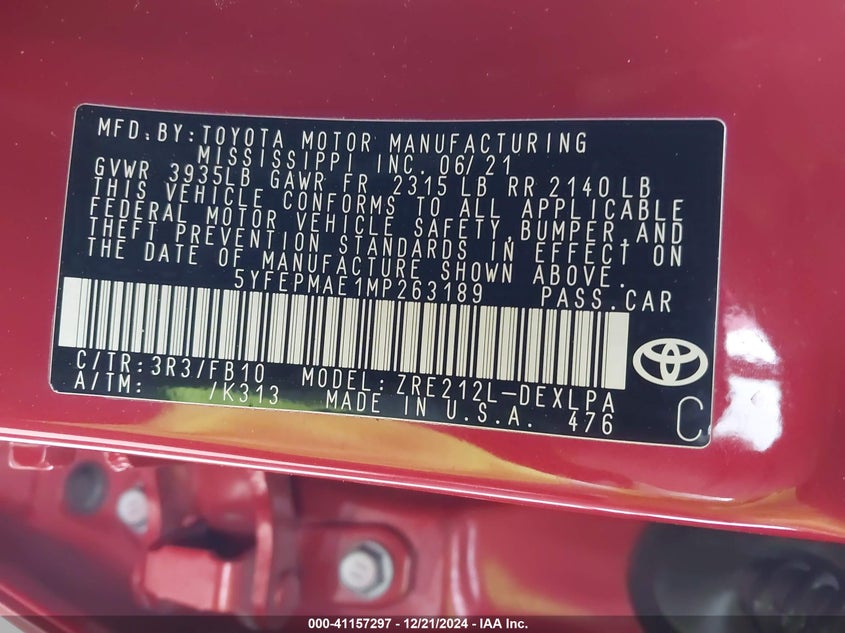 MFD. BY: TOYOTA MOTOR MANUFACTURING
MISSISSIPPI INC. 06/21
GVWR 3935LB GAWR FR 2315 LB RR 2140 LB
THIS VEHICLE CONFORMS TO ALL APPLICABLE
FEDERAL MOTOR VEHICLE SAFETY,BUMPER,AND
THEFT PREVENTION STANDARDS IN EFFECT ON
THE DATE OF MANUFACTURE SHOWN ABOVE.
5YFEPMAE1MP263189 PASS.CAR
C/TR:3R3/FB10 MODEL:ZRE212L-DEXLPA
A/TM: /K313 MADE IN U.S.A. 476
C
000-41157297 - 12/21/2024 - IAA Inc.